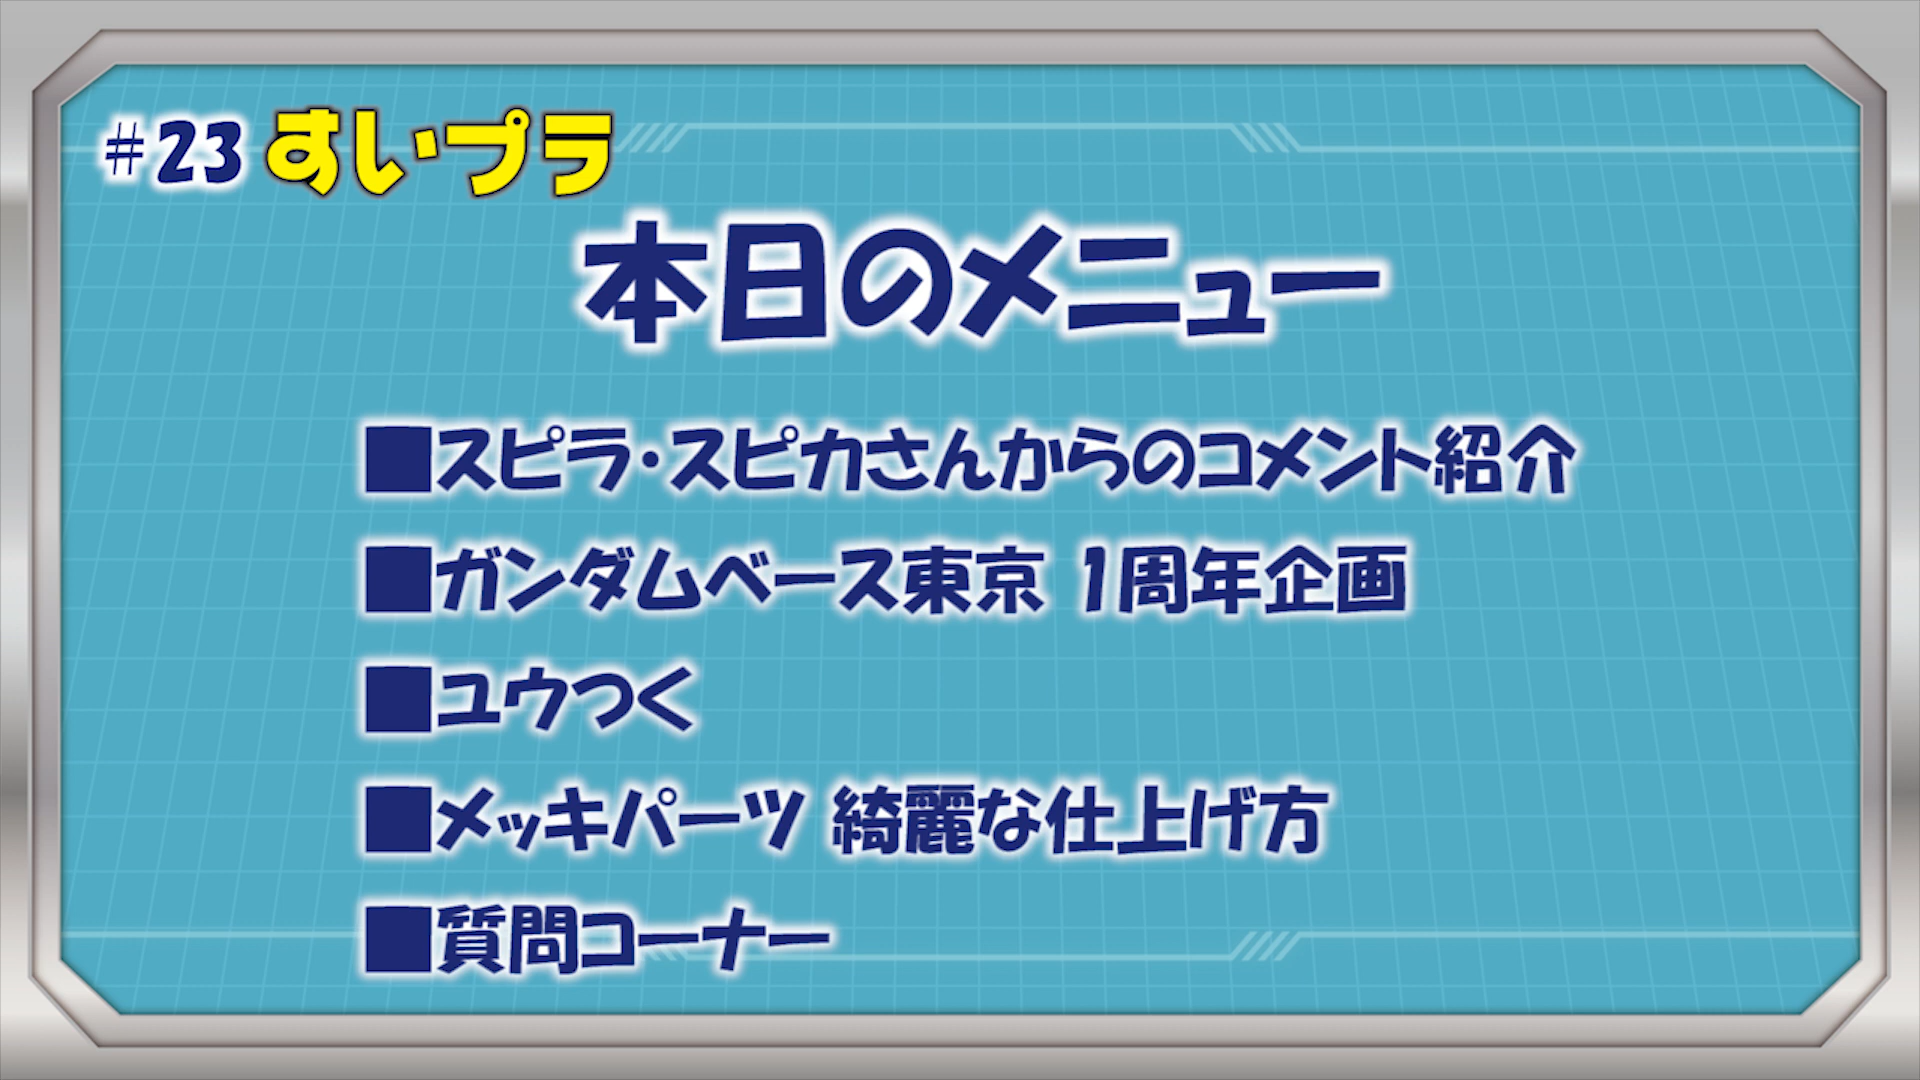 #23 すいプラ
本日のメニュー
■スピラ・スピカさんからのコメント紹介
■ガンダムベース東京 1周年企画
■ユウつく
■メッキパーツ 綺麗な仕上げ方
■質問コーナー